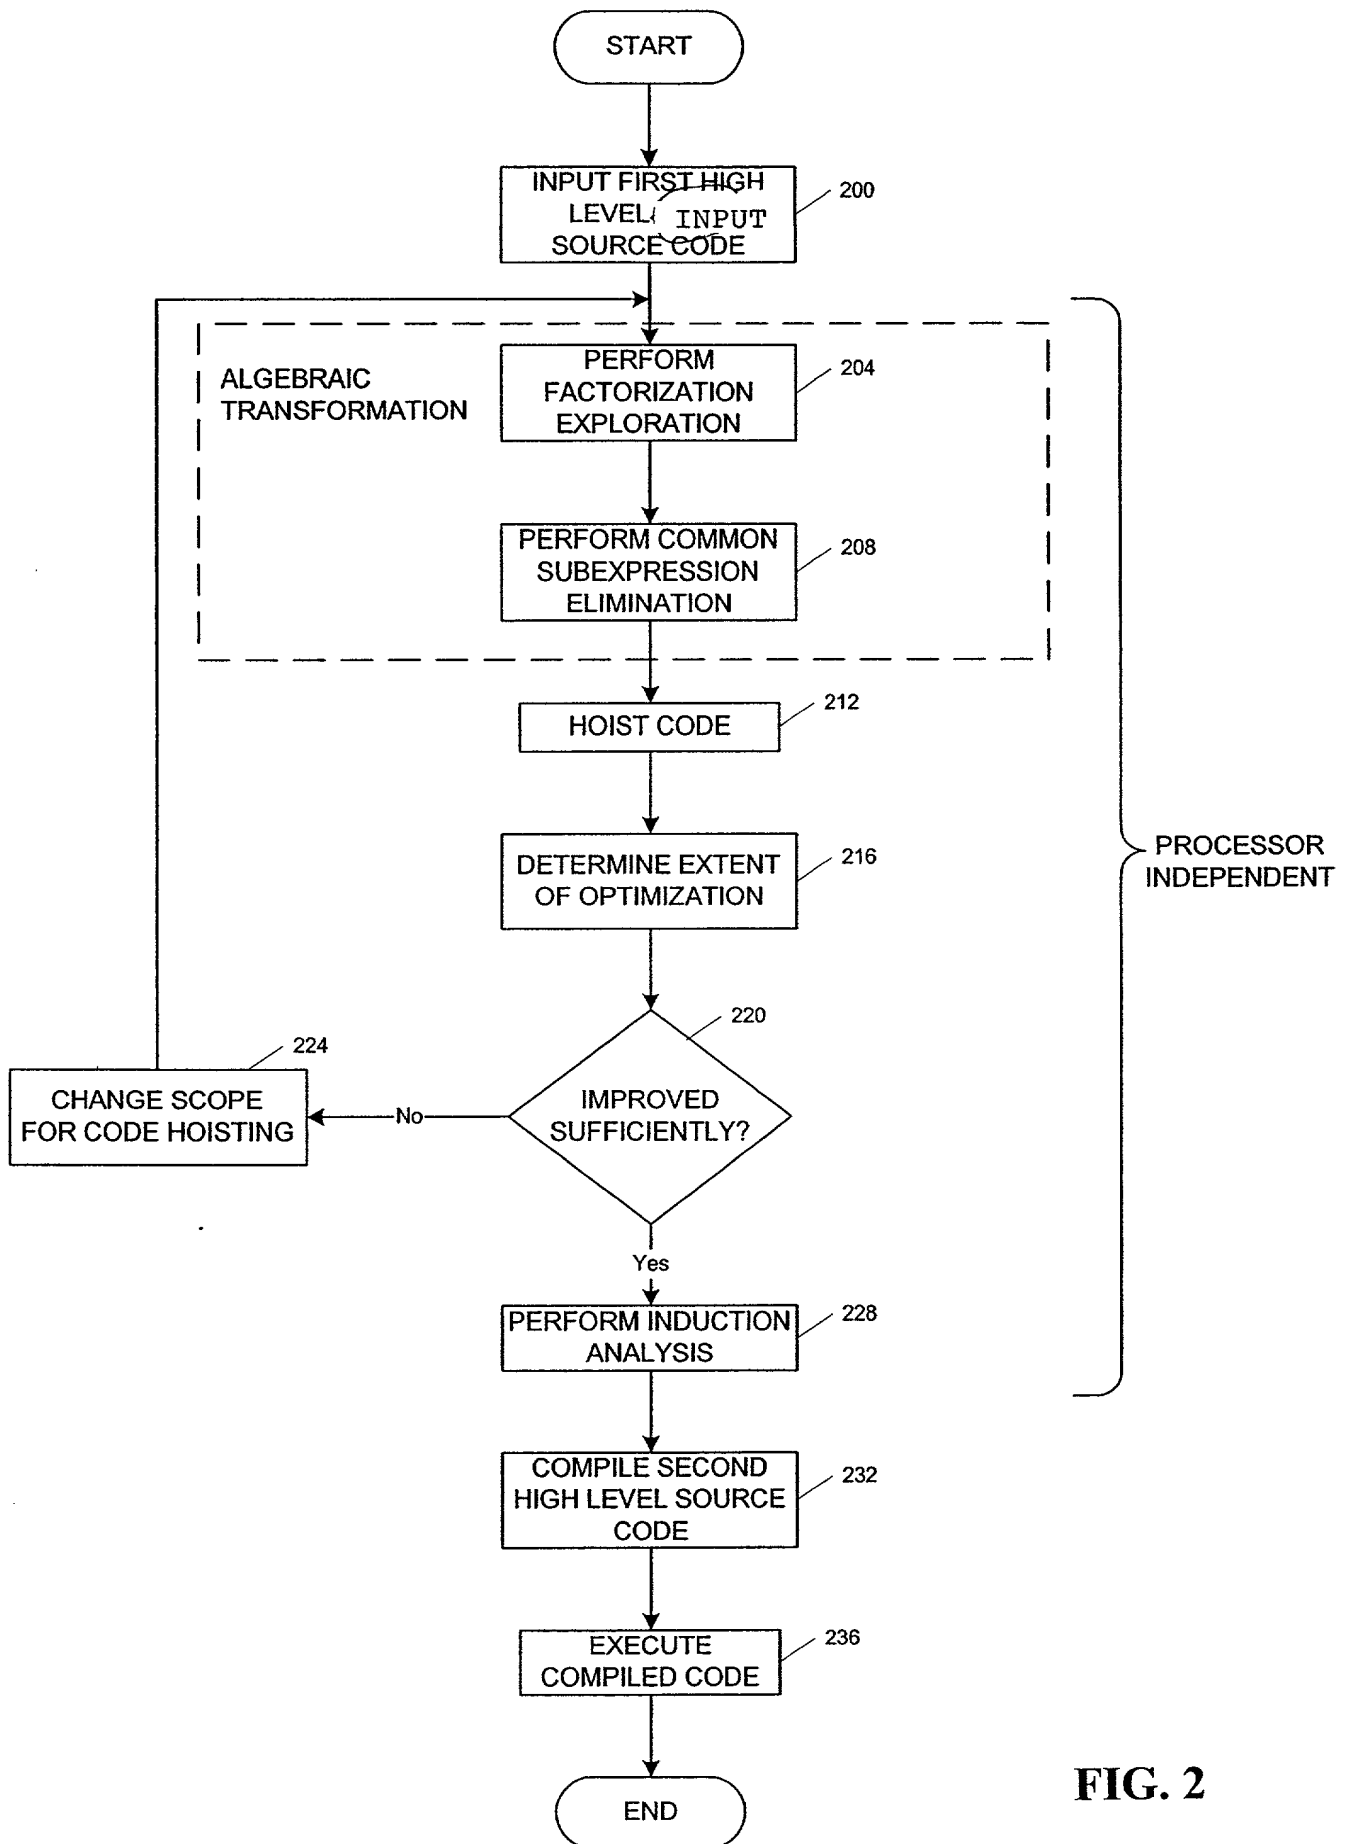 START
INPUT FIRST HIGH
LEVEL INPUT
SOURCE CODE
200
ALGEBRAIC
TRANSFORMATION
PERFORM
FACTORIZATION
EXPLORATION
204
PERFORM COMMON
SUBEXPRESSION
ELIMINATION
208
HOIST CODE
212
DETERMINE EXTENT
OF OPTIMIZATION
216
PROCESSOR
INDEPENDENT
220
IMPROVED
SUFFICIENTLY?
No
224
CHANGE SCOPE
FOR CODE HOISTING
Yes
PERFORM INDUCTION
ANALYSIS
228
COMPILE SECOND
HIGH LEVEL SOURCE
CODE
232
EXECUTE
COMPILED CODE
236
END
FIG. 2